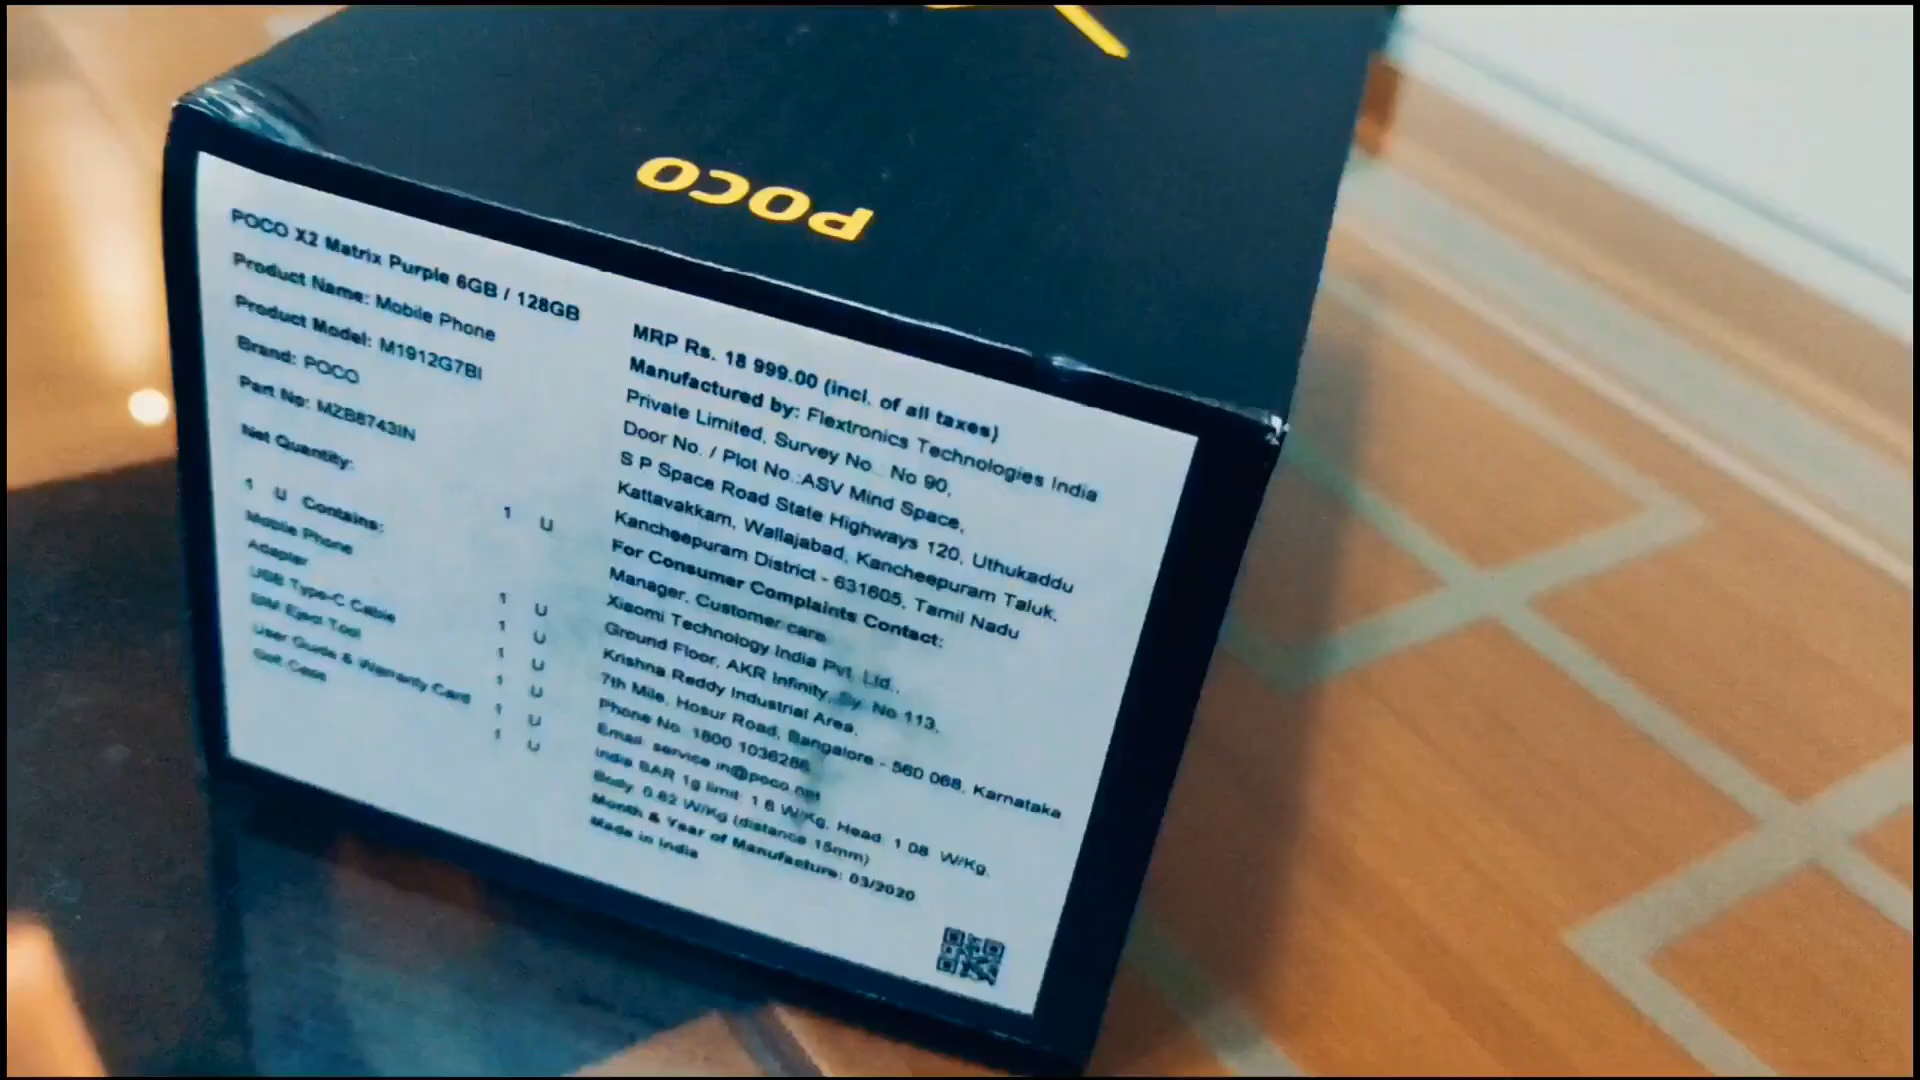 POCO
POCO X2 Matrix Purple 6GB / 128GB
Product Name: Mobile Phone
Product Model: M1912G7BI
Brand: POCO
Part No: MZB8743IN
Net Quantity:
1 U Contains: 1 U
Mobile Phone 1 U
Adapter 1 U
USB Type-C Cable 1 U
SIM Eject Tool 1 U
User Guide & Warranty Card 1 U
Soft Case 1 U
MRP Rs. 18 999.00 (incl. of all taxes)
Manufactured by: Flextronics Technologies India
Private Limited, Survey No.. No 90,
Door No. / Plot No.:ASV Mind Space,
S P Space Road State Highways 120, Uthukaddu
Kattavakkam, Wallajabad, Kancheepuram Taluk,
Kancheepuram District - 631605, Tamil Nadu
For Consumer Complaints Contact:
Manager, Customer care
Xiaomi Technology India Pvt. Ltd.,
Ground Floor, AKR Infinity, Sy. No 113,
Krishna Reddy Industrial Area,
7th Mile, Hosur Road, Bangalore - 560 068, Karnataka
Phone No. 1800 1036286
Email: service.in@poco.net
India SAR 1g limit: 1.6 W/Kg, Head: 1.08 W/Kg,
Body: 0.62 W/Kg (distance 15mm)
Month & Year of Manufacture: 03/2020
Made in India